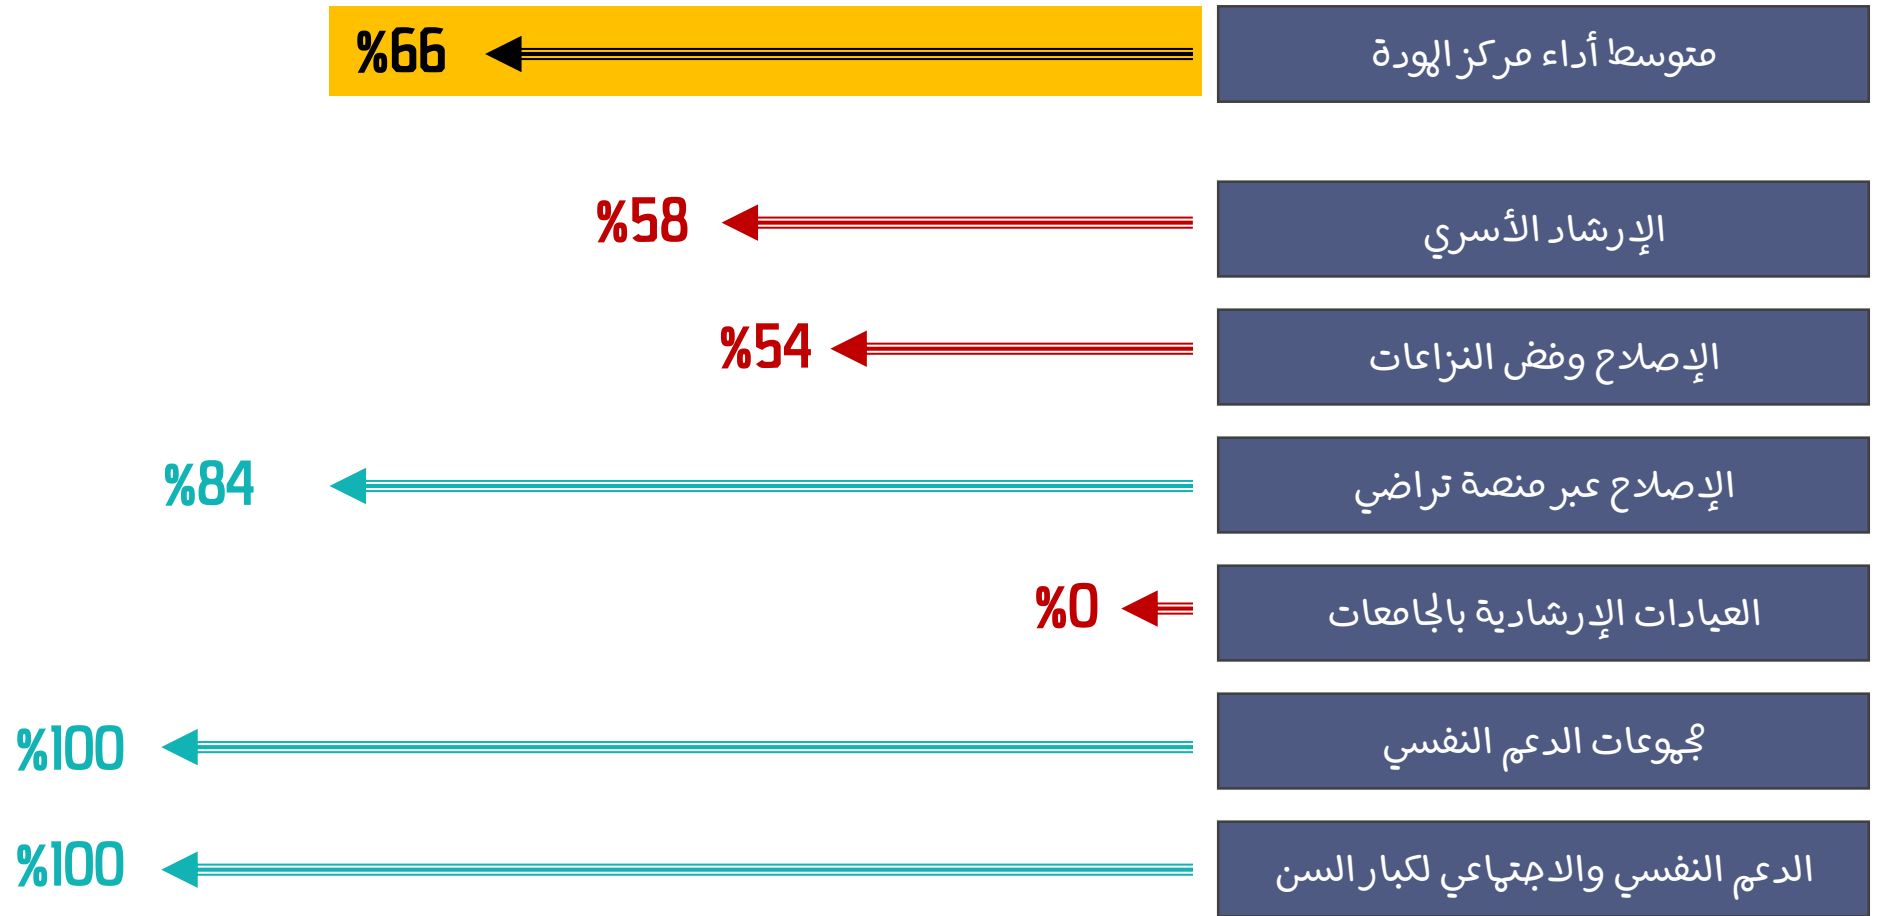 متوسط أداء مركز المودة %66
الإرشاد الأسري %58
الإصلاح وفض النزاعات %54
الإصلاح عبر منصة تراضي %84
العيادات الإرشادية بالجامعات %0
مجموعات الدعم النفسي %100
الدعم النفسي والاجتماعي لكبار السن %100